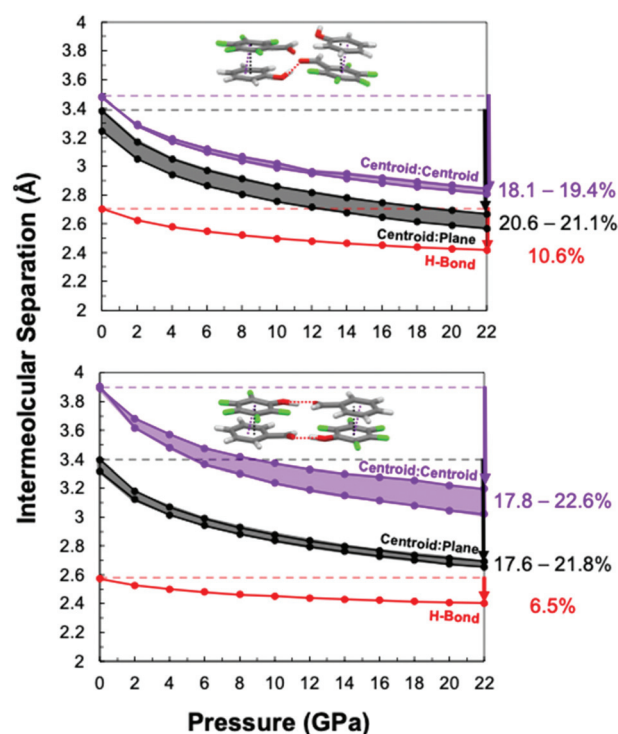 Intermeolcular Separation (Å)
4
3.8
3.6
3.4
3.2
3
2.8
2.6
2.4
2.2
2
0 2 4 6 8 10 12 14 16 18 20 22
Centroid:Centroid
Centroid:Plane
H-Bond
18.1 – 19.4%
20.6 – 21.1%
10.6%
4
3.8
3.6
3.4
3.2
3
2.8
2.6
2.4
2.2
2
0 2 4 6 8 10 12 14 16 18 20 22
Centroid:Centroid
Centroid:Plane
H-Bond
17.8 – 22.6%
17.6 – 21.8%
6.5%
Pressure (GPa)